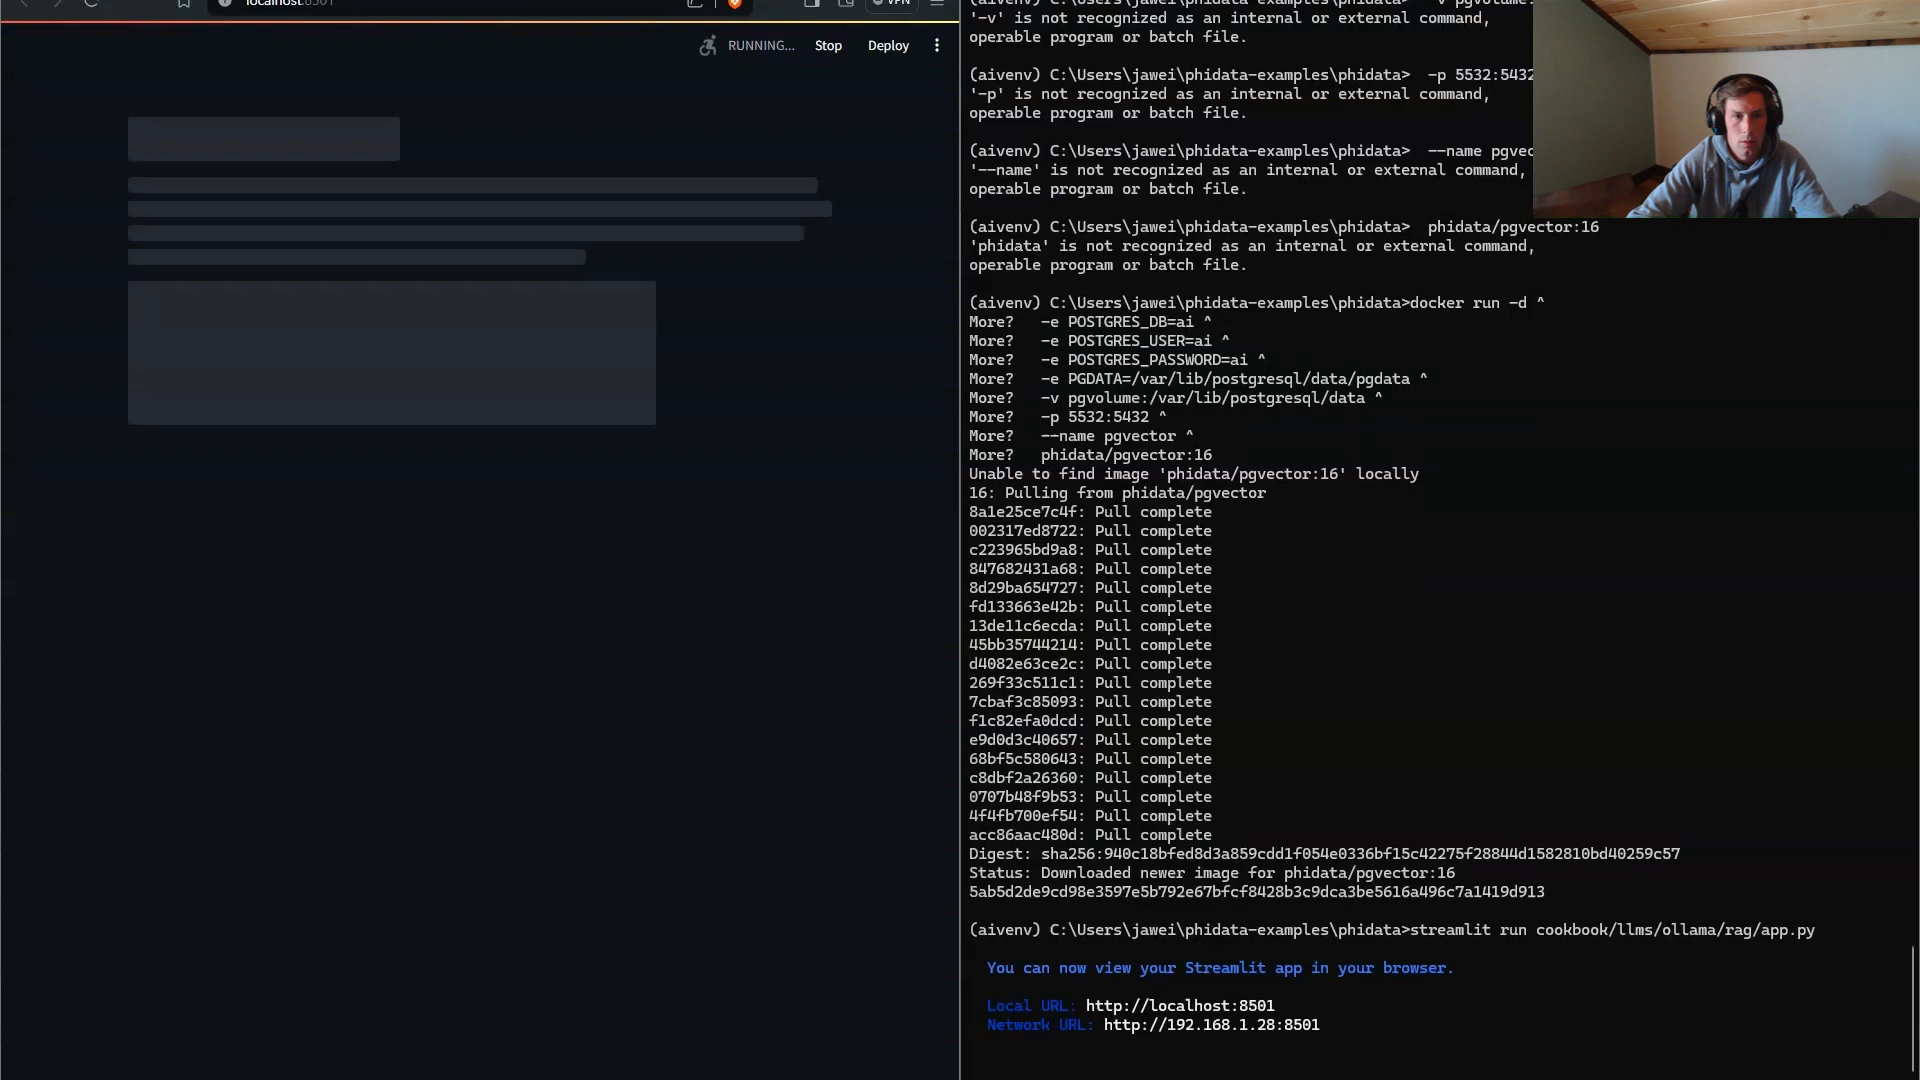 localhost:8501
VPN
RUNNING...
Stop
Deploy
(aivenv) C:\Users\jawei\phidata-examples\phidata>  -v pgvolume:
'-v' is not recognized as an internal or external command,
operable program or batch file.
(aivenv) C:\Users\jawei\phidata-examples\phidata>  -p 5532:5432
'-p' is not recognized as an internal or external command,
operable program or batch file.
(aivenv) C:\Users\jawei\phidata-examples\phidata>  --name pgvec
'--name' is not recognized as an internal or external command,
operable program or batch file.
(aivenv) C:\Users\jawei\phidata-examples\phidata>  phidata/pgvector:16
'phidata' is not recognized as an internal or external command,
operable program or batch file.
(aivenv) C:\Users\jawei\phidata-examples\phidata>docker run -d ^
More?   -e POSTGRES_DB=ai ^
More?   -e POSTGRES_USER=ai ^
More?   -e POSTGRES_PASSWORD=ai ^
More?   -e PGDATA=/var/lib/postgresql/data/pgdata ^
More?   -v pgvolume:/var/lib/postgresql/data ^
More?   -p 5532:5432 ^
More?   --name pgvector ^
More?   phidata/pgvector:16
Unable to find image 'phidata/pgvector:16' locally
16: Pulling from phidata/pgvector
8a1e25ce7c4f: Pull complete
002317ed8722: Pull complete
c223965bd9a8: Pull complete
847682431a68: Pull complete
8d29ba654727: Pull complete
fd133663e42b: Pull complete
13de11c6ecda: Pull complete
45bb35744214: Pull complete
d4082e63ce2c: Pull complete
269f33c511c1: Pull complete
7cbaf3c85093: Pull complete
f1c82efa0dcd: Pull complete
e9d0d3c40657: Pull complete
68bf5c580643: Pull complete
c8dbf2a26360: Pull complete
0707b48f9b53: Pull complete
4f4fb700ef54: Pull complete
acc86aac480d: Pull complete
Digest: sha256:940c18bfed8d3a859cdd1f054e0336bf15c42275f28844d1582810bd40259c57
Status: Downloaded newer image for phidata/pgvector:16
5ab5d2de9cd98e3597e5b792e67bfcf8428b3c9dca3be5616a496c7a1419d913
(aivenv) C:\Users\jawei\phidata-examples\phidata>streamlit run cookbook/llms/ollama/rag/app.py
You can now view your Streamlit app in your browser.
Local URL: http://localhost:8501
Network URL: http://192.168.1.28:8501